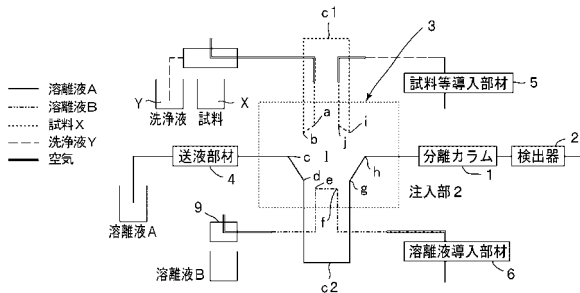 c1
3
溶離液A
溶離液B
試料X
洗浄液Y
空気
Y
洗浄液
X
試料
試料等導入部材
5
a
b
i
j
c
l
d
e
f
g
h
送液部材
4
分離カラム
1
検出器
2
注入部2
溶離液A
9
溶離液B
溶離液導入部材
6
c2